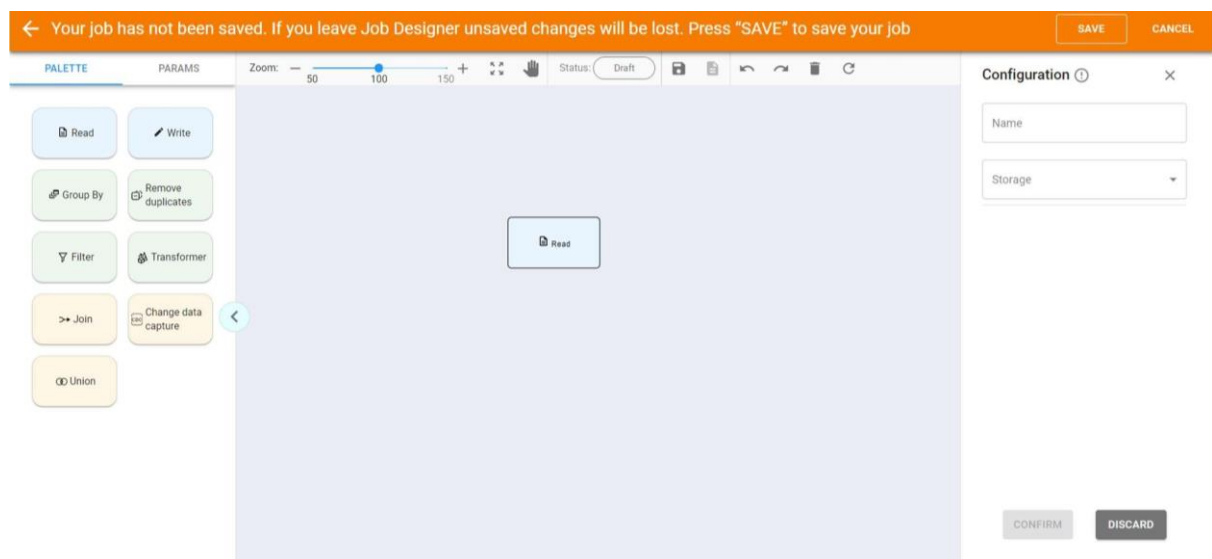 Your job has not been saved. If you leave Job Designer unsaved changes will be lost. Press “SAVE” to save your job
SAVE
CANCEL
PALETTE
PARAMS
Zoom:
50
100
150
Status:
Draft
Configuration
Read
Write
Name
Group By
Remove
duplicates
Storage
Read
Filter
Transformer
Join
Change data
capture
Union
CONFIRM
DISCARD